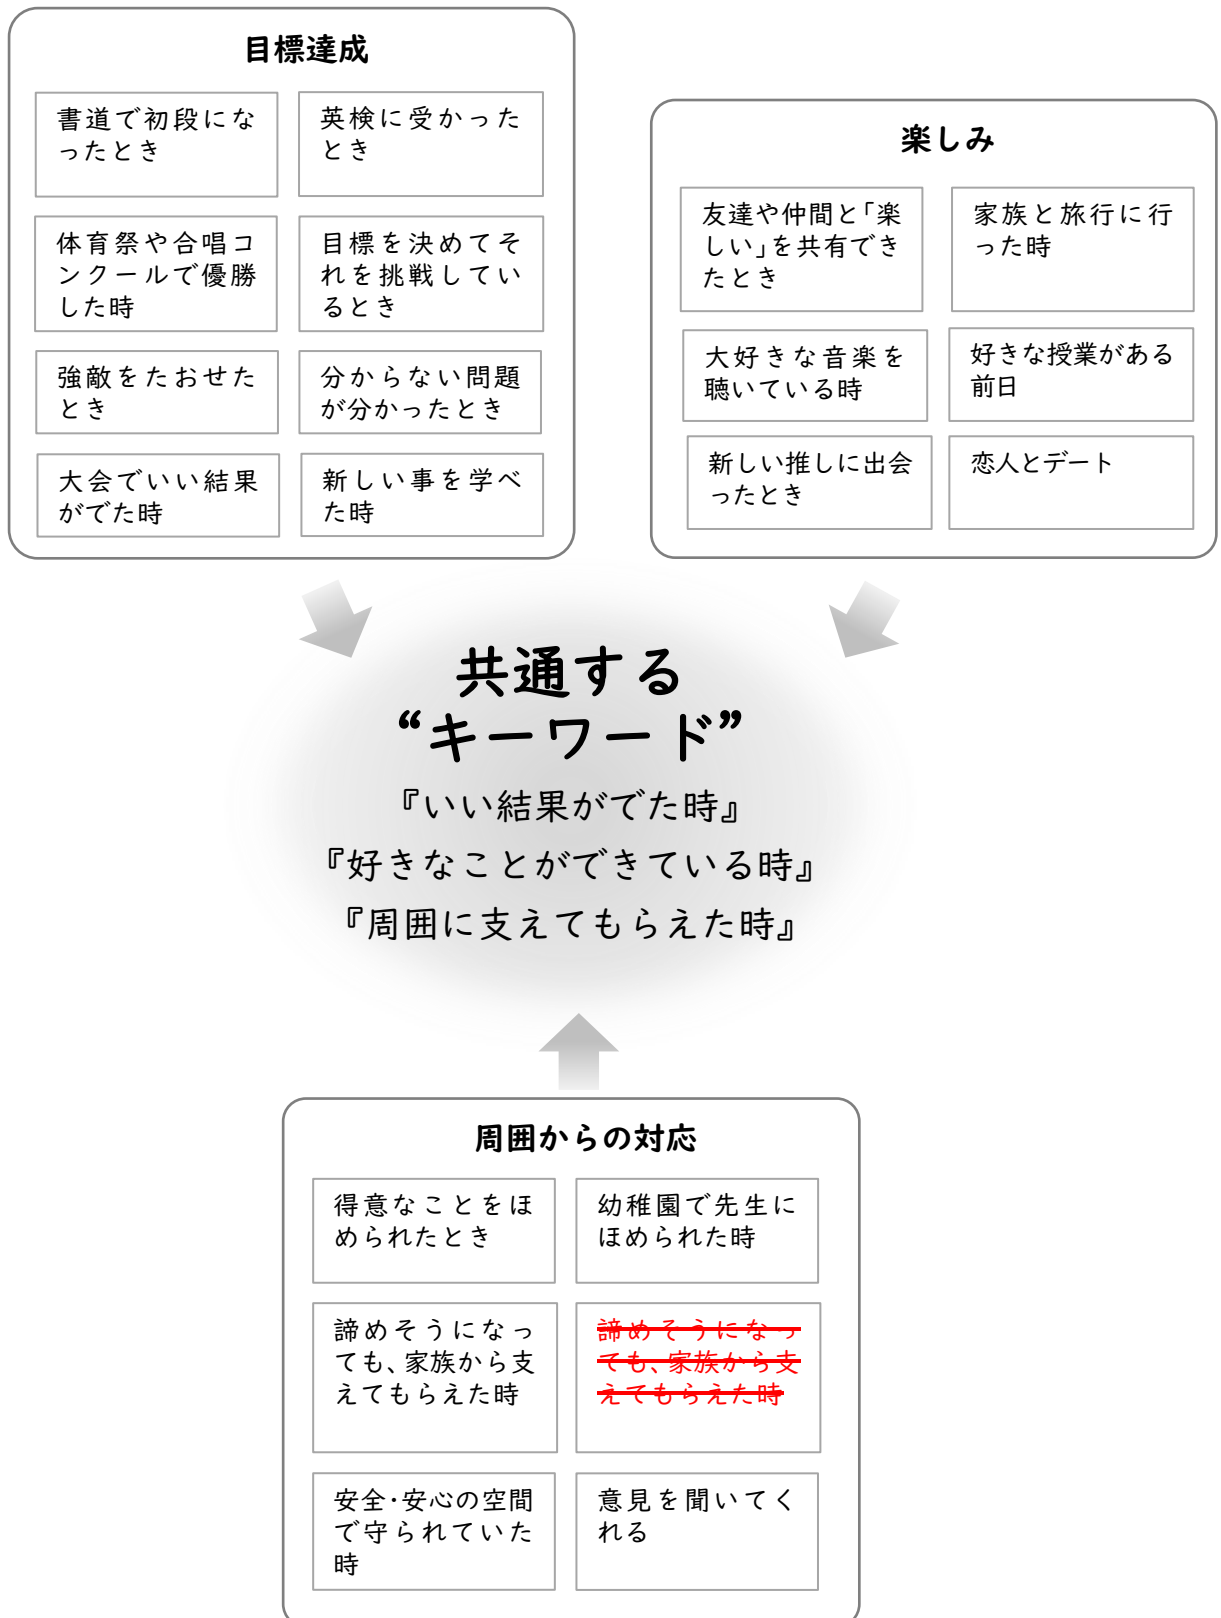 目標達成
書道で初段にな
ったとき
英検に受かった
とき
体育祭や合唱コ
ンクールで優勝
した時
目標を決めてそ
れを挑戦してい
るとき
強敵をたおせた
とき
分からない問題
が分かったとき
大会でいい結果
がでた時
新しい事を学べ
た時
楽しみ
友達や仲間と「楽
しい」を共有でき
たとき
家族と旅行に行
った時
大好きな音楽を
聴いている時
好きな授業がある
前日
新しい推しに出会
ったとき
恋人とデート
共通する
“キーワード”
『いい結果がでた時』
『好きなことができている時』
『周囲に支えてもらえた時』
周囲からの対応
得意なことをほ
められたとき
幼稚園で先生に
ほめられた時
諦めそうになっ
ても、家族から支
えてもらえた時
諦めそうになっ
ても、家族から支
えてもらえた時
安全・安心の空間
で守られていた
時
意見を聞いてく
れる